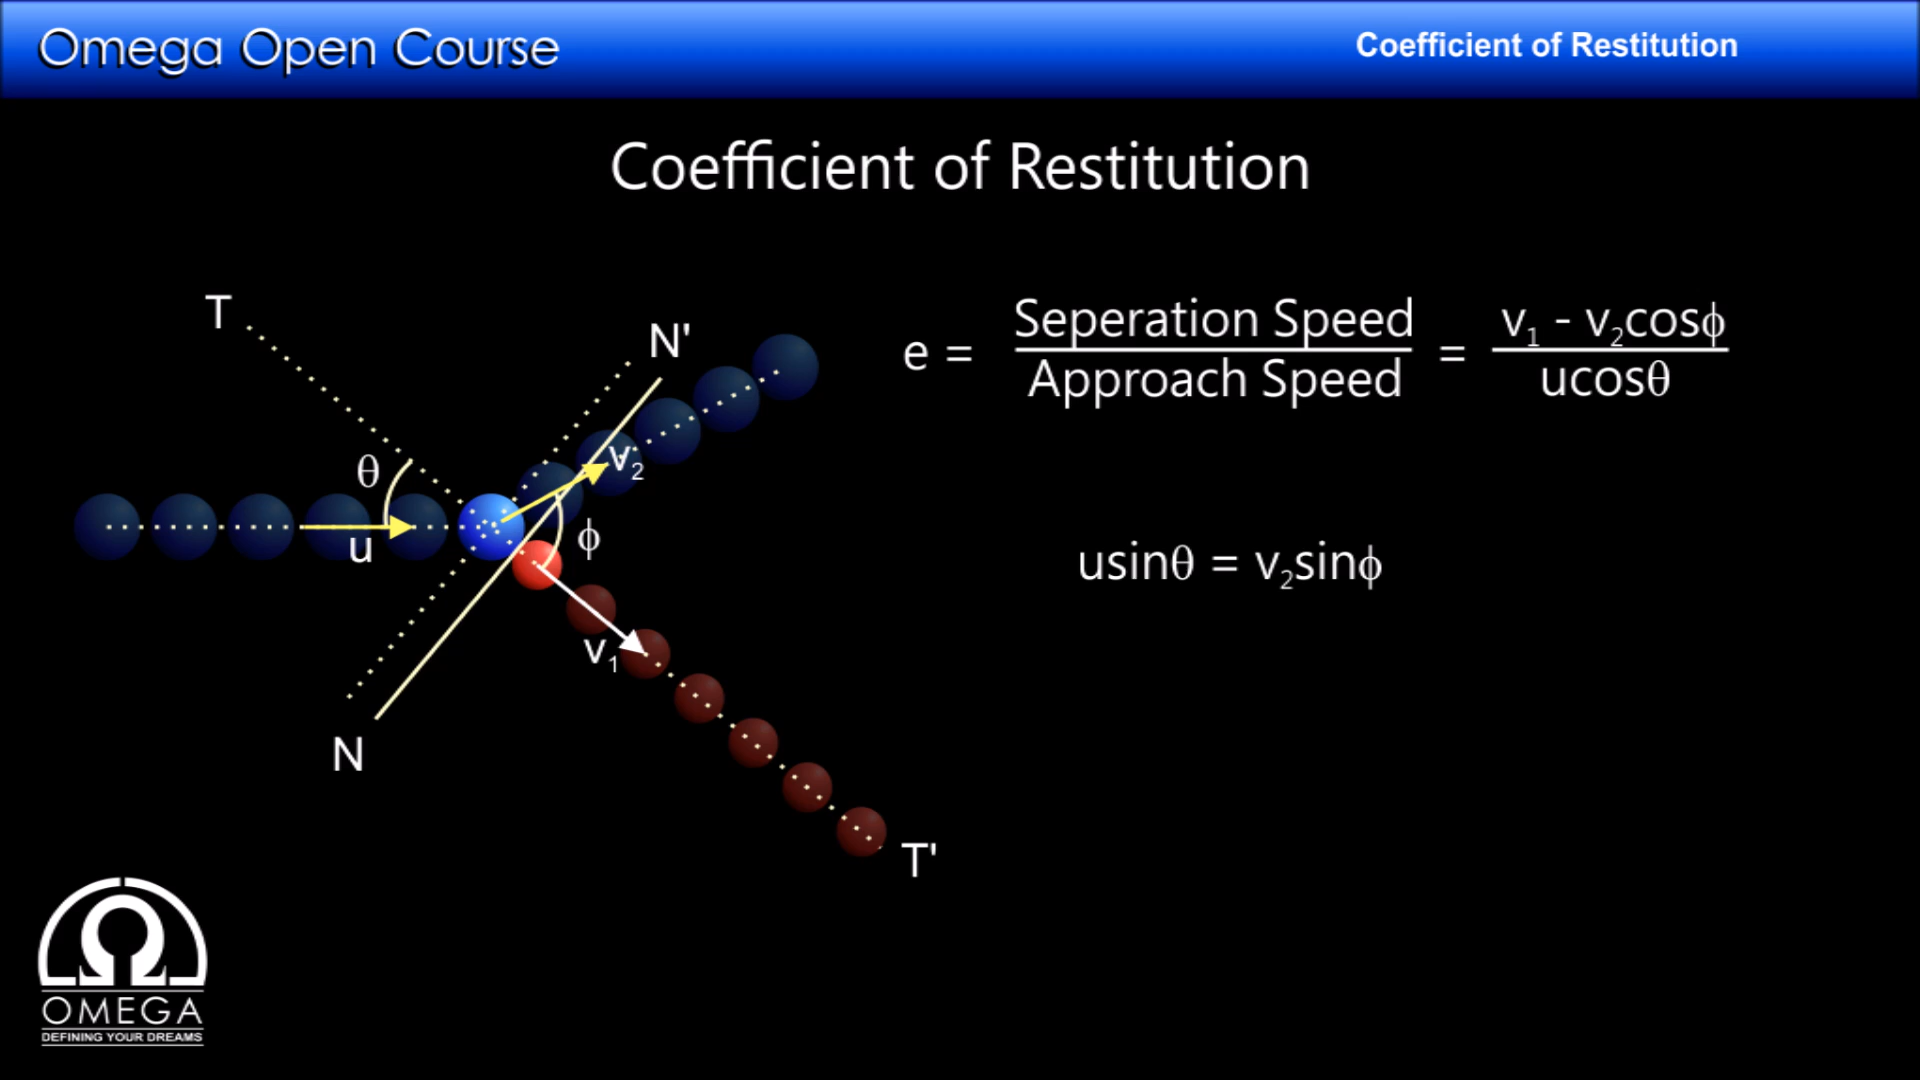 Omega Open Course
Coefficient of Restitution
Coefficient of Restitution
T
N'
e = Seperation Speed / Approach Speed = v₁ - v₂cosϕ / ucosθ
θ
v₂
u
ϕ
usinθ = v₂sinϕ
v₁
N
T'
OMEGA
DEFINING YOUR DREAMS